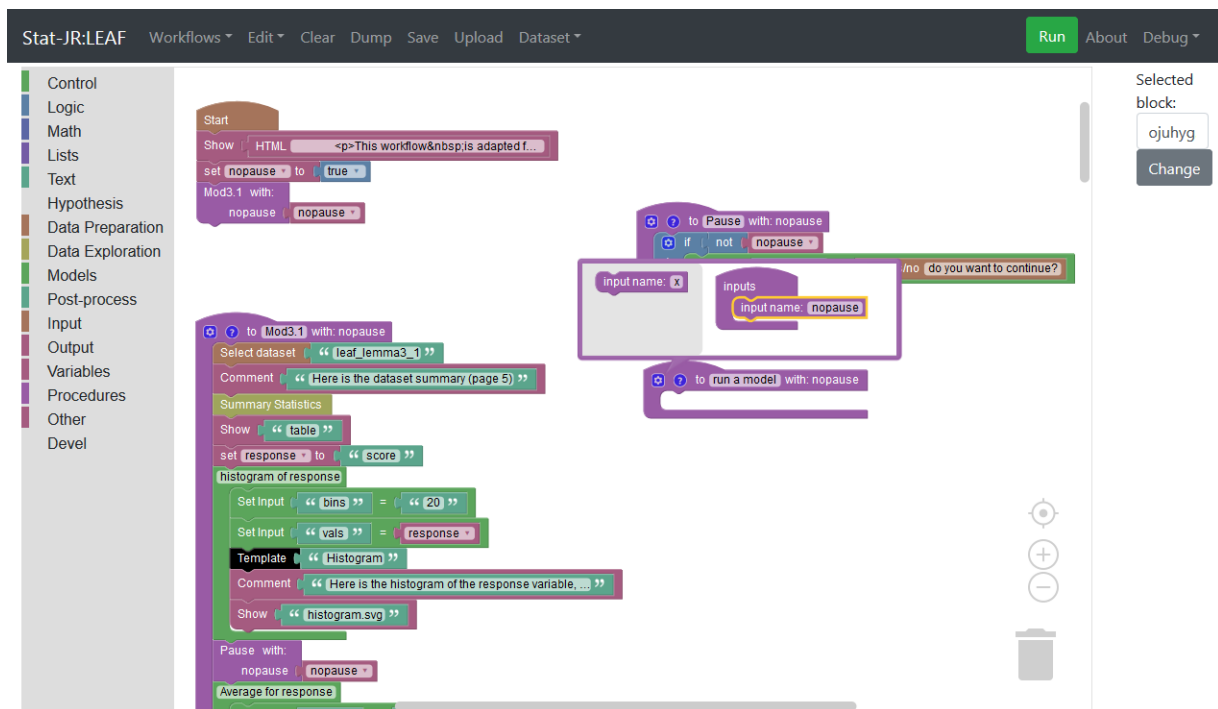 Stat-JR:LEAF Workflows Edit Clear Dump Save Upload Dataset Run About Debug
Control
Logic
Math
Lists
Text
Hypothesis
Data Preparation
Data Exploration
Models
Post-process
Input
Output
Variables
Procedures
Other
Devel
Start
Show HTML <p>This workflow&nbsp;is adapted f...
set nopause to true
Mod3.1 with:
nopause nopause
? to Mod3.1 with: nopause
Select dataset “ leaf_lemma3_1 ”
Comment “ Here is the dataset summary (page 5) ”
Summary Statistics
Show “ table ”
set response to “ score ”
histogram of response
Set Input “ bins ” = “ 20 ”
Set Input “ vals ” = response
Template “ Histogram ”
Comment “ Here is the histogram of the response variable, ... ”
Show “ histogram.svg ”
Pause with:
nopause nopause
Average for response
? to Pause with: nopause
if not nopause
/no do you want to continue?
input name: x
inputs
input name: nopause
? to run a model with: nopause
Selected
block:
ojuhyg
Change